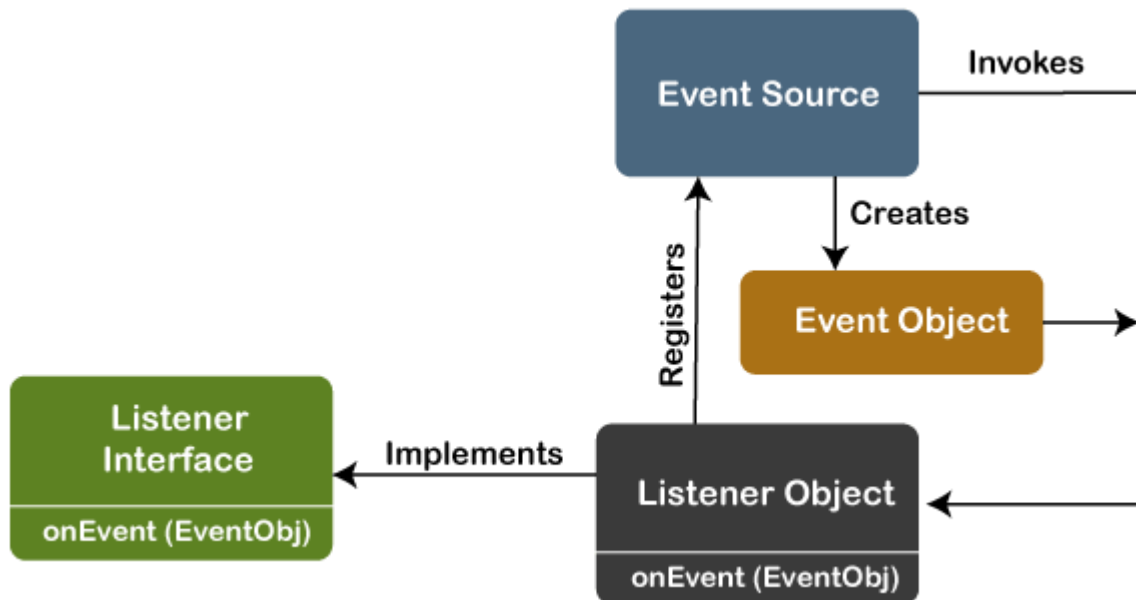 Event Source
Invokes
Creates
Registers
Event Object
Listener
Interface
onEvent (EventObj)
Implements
Listener Object
onEvent (EventObj)